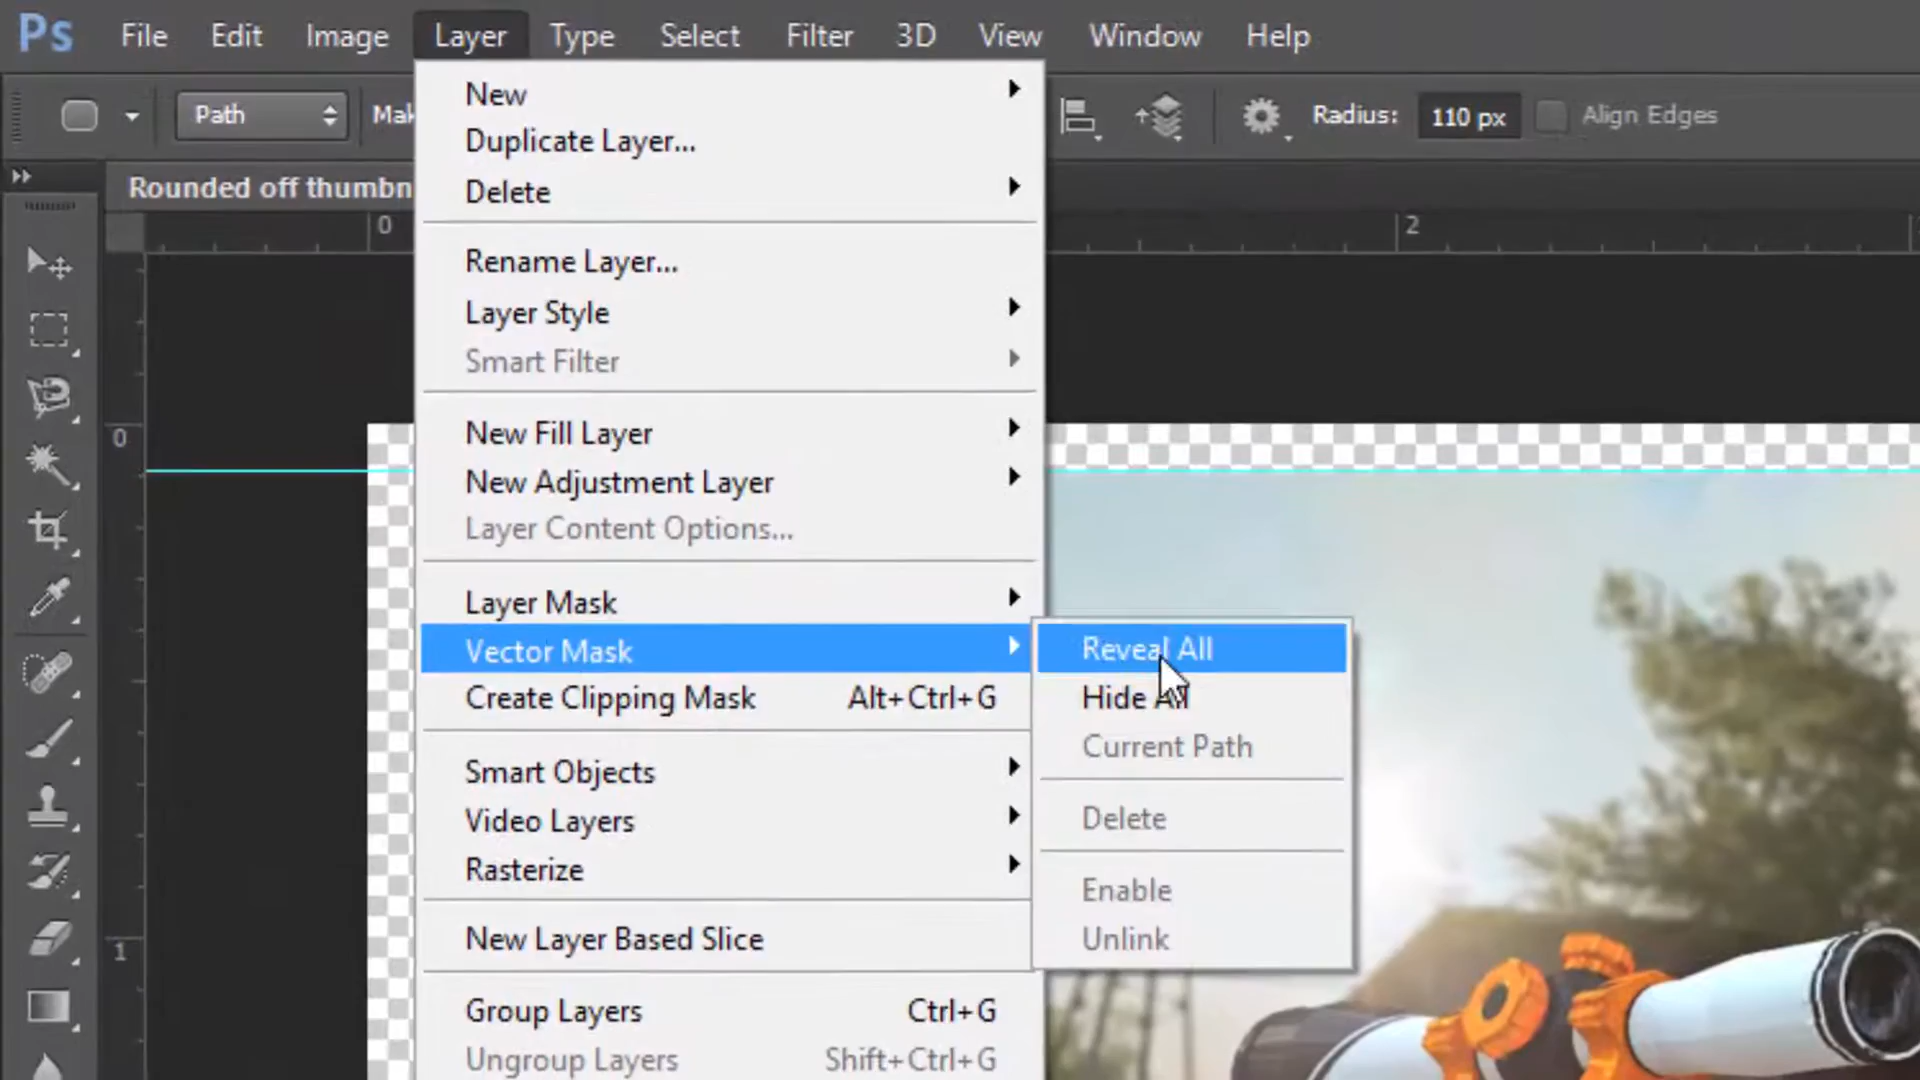 Ps File Edit Image Layer Type Select Filter 3D View Window Help
Path Mak Radius: 110 px Align Edges
Rounded off thumbn
0 2
0
1
New
Duplicate Layer...
Delete
Rename Layer...
Layer Style
Smart Filter
New Fill Layer
New Adjustment Layer
Layer Content Options...
Layer Mask
Vector Mask
Create Clipping Mask Alt+Ctrl+G
Smart Objects
Video Layers
Rasterize
New Layer Based Slice
Group Layers Ctrl+G
Ungroup Layers Shift+Ctrl+G
Reveal All
Hide All
Current Path
Delete
Enable
Unlink